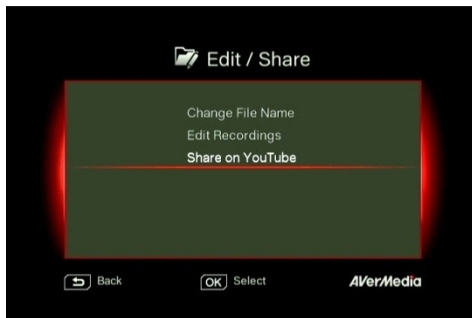 Edit / Share
Change File Name
Edit Recordings
Share on YouTube
Back
OK Select
AVerMedia